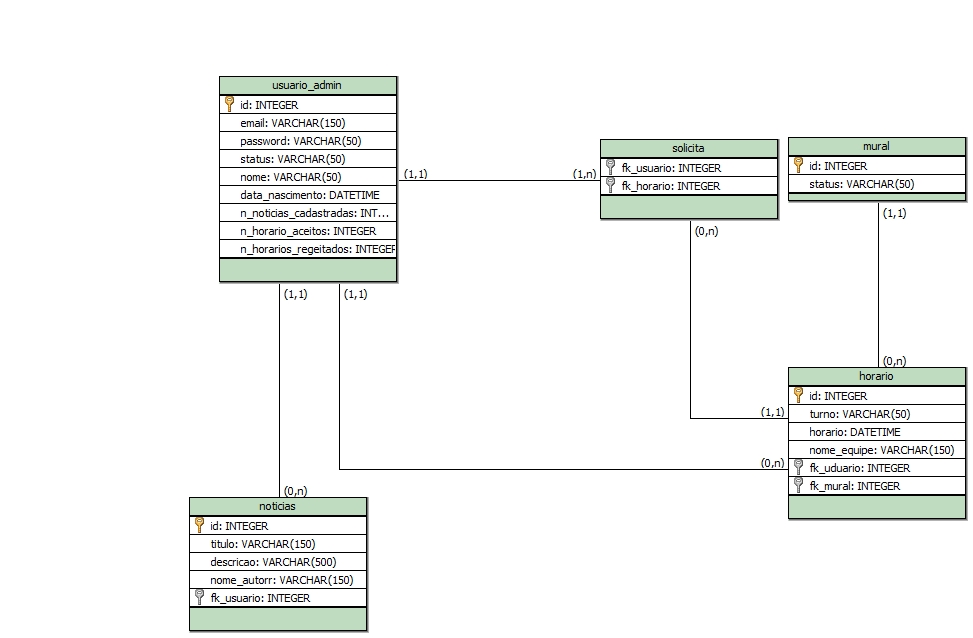 usuario_admin
id: INTEGER
email: VARCHAR(150)
password: VARCHAR(50)
status: VARCHAR(50)
nome: VARCHAR(50)
data_nascimento: DATETIME
n_noticias_cadastradas: INT...
n_horario_aceitos: INTEGER
n_horarios_regeitados: INTEGER
(1,1)
(1,n)
solicita
fk_usuario: INTEGER
fk_horario: INTEGER
(0,n)
mural
id: INTEGER
status: VARCHAR(50)
(1,1)
(1,1)
(1,1)
(0,n)
horario
id: INTEGER
turno: VARCHAR(50)
horario: DATETIME
nome_equipe: VARCHAR(150)
fk_uduario: INTEGER
fk_mural: INTEGER
(1,1)
(0,n)
(0,n)
noticias
id: INTEGER
titulo: VARCHAR(150)
descricao: VARCHAR(500)
nome_autorr: VARCHAR(150)
fk_usuario: INTEGER